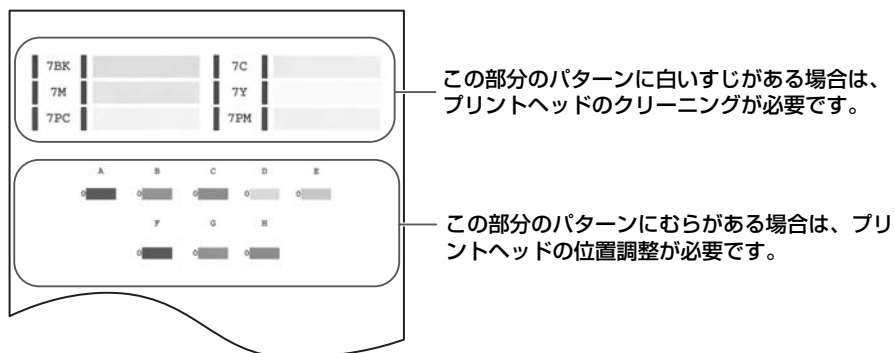 7BK 7C
7M 7Y
7PC 7PM
この部分のパターンに白いすじがある場合は、
プリントヘッドのクリーニングが必要です。
A B C D E
0 0 0 0 0
F G H
0 0 0
この部分のパターンにむらがある場合は、プリ
ントヘッドの位置調整が必要です。